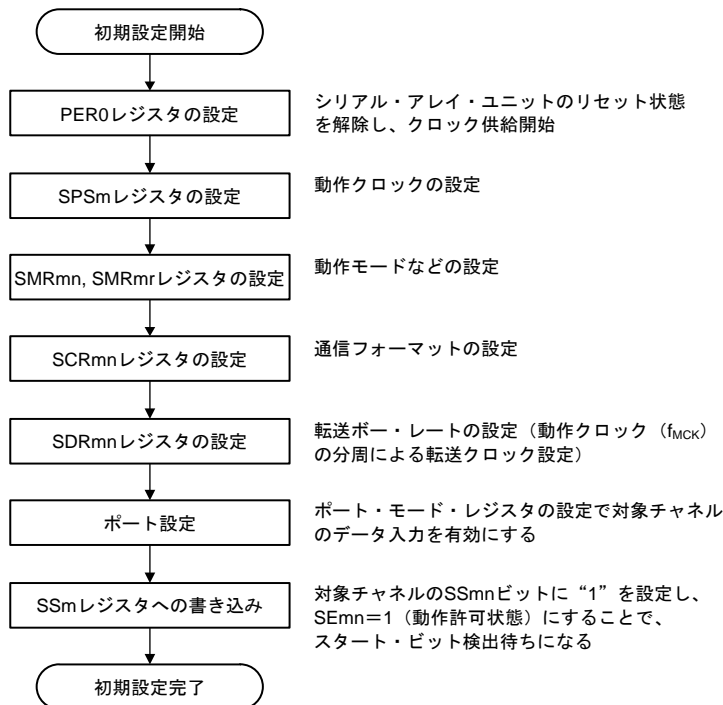 初期設定開始
PER0レジスタの設定
シリアル・アレイ・ユニットのリセット状態
を解除し、クロック供給開始
SPSmレジスタの設定
動作クロックの設定
SMRmn, SMRmrレジスタの設定
動作モードなどの設定
SCRmnレジスタの設定
通信フォーマットの設定
SDRmnレジスタの設定
転送ボー・レートの設定（動作クロック（fMCK）
の分周による転送クロック設定）
ポート設定
ポート・モード・レジスタの設定で対象チャネル
のデータ入力を有効にする
SSmレジスタへの書き込み
対象チャネルのSSmnビットに“1”を設定し、
SEmn＝1（動作許可状態）にすることで、
スタート・ビット検出待ちになる
初期設定完了